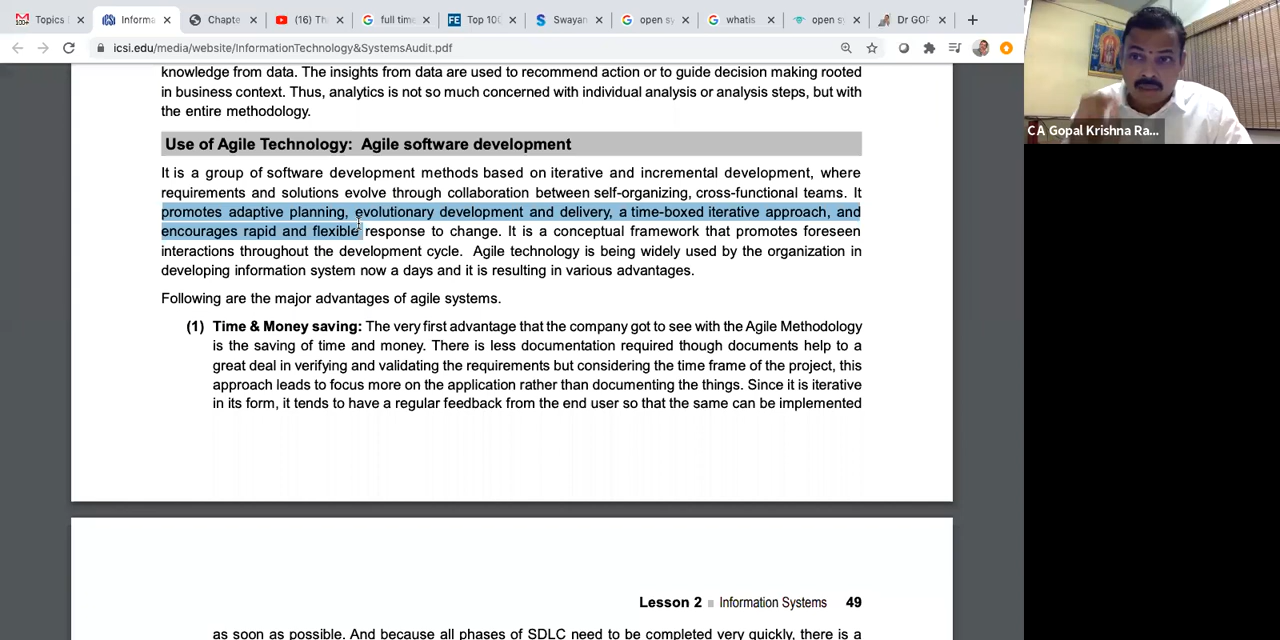 Topics
Informa
Chapte
(16) Th
full time
Top 100
Swayan
open sy
whatis
open sy
Dr GOF
100+
icsi.edu/media/website/InformationTechnology&SystemsAudit.pdf
knowledge from data. The insights from data are used to recommend action or to guide decision making rooted
in business context. Thus, analytics is not so much concerned with individual analysis or analysis steps, but with
the entire methodology.
Use of Agile Technology: Agile software development
It is a group of software development methods based on iterative and incremental development, where
requirements and solutions evolve through collaboration between self-organizing, cross-functional teams. It
promotes adaptive planning, evolutionary development and delivery, a time-boxed iterative approach, and
encourages rapid and flexible response to change. It is a conceptual framework that promotes foreseen
interactions throughout the development cycle. Agile technology is being widely used by the organization in
developing information system now a days and it is resulting in various advantages.
Following are the major advantages of agile systems.
(1) Time & Money saving: The very first advantage that the company got to see with the Agile Methodology
is the saving of time and money. There is less documentation required though documents help to a
great deal in verifying and validating the requirements but considering the time frame of the project, this
approach leads to focus more on the application rather than documenting the things. Since it is iterative
in its form, it tends to have a regular feedback from the end user so that the same can be implemented
Lesson 2 Information Systems 49
as soon as possible. And because all phases of SDLC need to be completed very quickly, there is a
C A Gopal Krishna Ra...